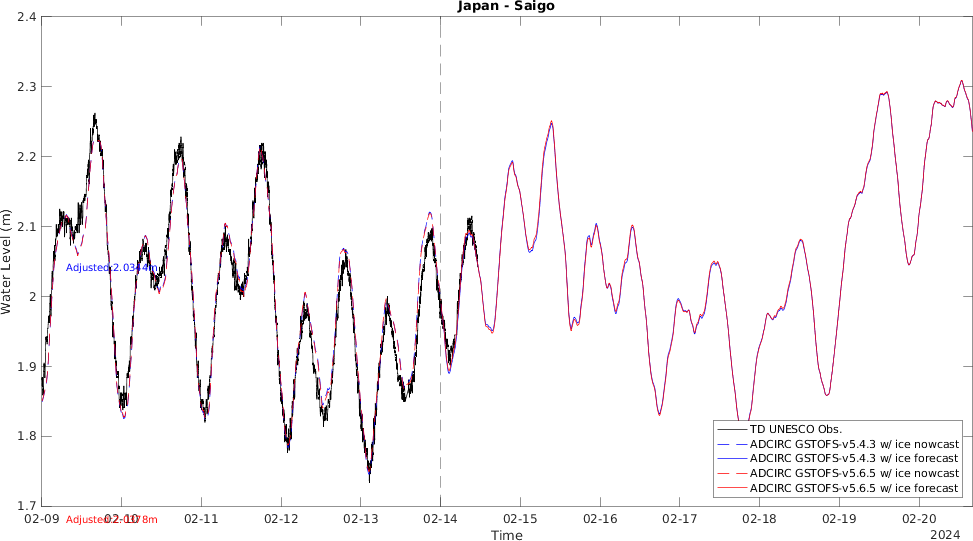 Japan - Saigo
2.4
2.3
2.2
2.1
2
1.9
1.8
1.7
Water Level (m)
Adjusted:2.0344m
TD UNESCO Obs.
ADCIRC GSTOFS-v5.4.3 w/ ice nowcast
ADCIRC GSTOFS-v5.4.3 w/ ice forecast
ADCIRC GSTOFS-v5.6.5 w/ ice nowcast
ADCIRC GSTOFS-v5.6.5 w/ ice forecast
02-09 02-10 02-11 02-12 02-13 02-14 02-15 02-16 02-17 02-18 02-19 02-20
Time
2024